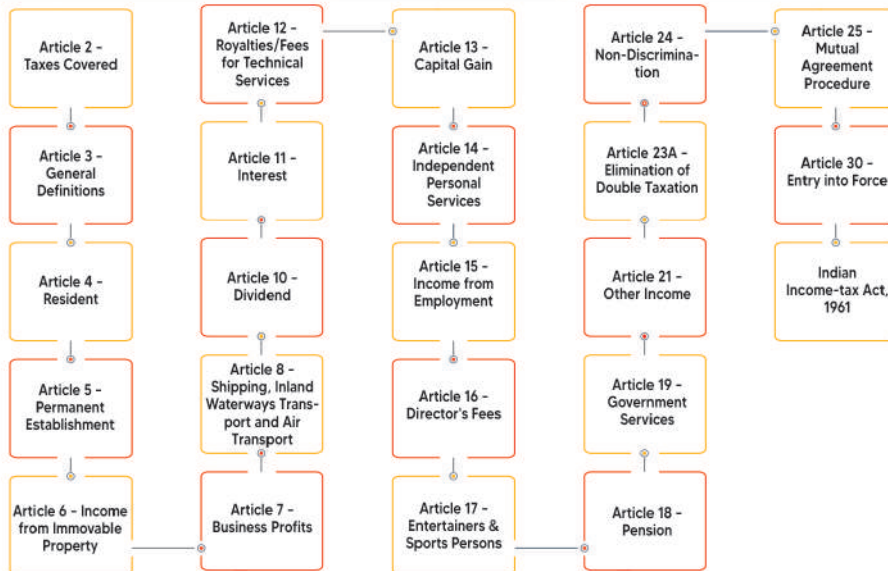 Article 2 –
Taxes Covered
Article 3 –
General
Definitions
Article 4 –
Resident
Article 5 –
Permanent
Establishment
Article 6 – Income
from Immovable
Property
Article 7 –
Business Profits
Article 8 –
Shipping, Inland
Waterways Trans-
port and Air
Transport
Article 10 –
Dividend
Article 11 –
Interest
Article 12 –
Royalties/Fees
for Technical
Services
Article 13 –
Capital Gain
Article 14 –
Independent
Personal
Services
Article 15 –
Income from
Employment
Article 16 –
Director's Fees
Article 17 –
Entertainers &
Sports Persons
Article 18 –
Pension
Article 19 –
Government
Services
Article 21 –
Other Income
Article 23A –
Elimination of
Double Taxation
Article 24 –
Non-Discrimina-
tion
Article 25 –
Mutual
Agreement
Procedure
Article 30 –
Entry into Force
Indian
Income-tax Act,
1961